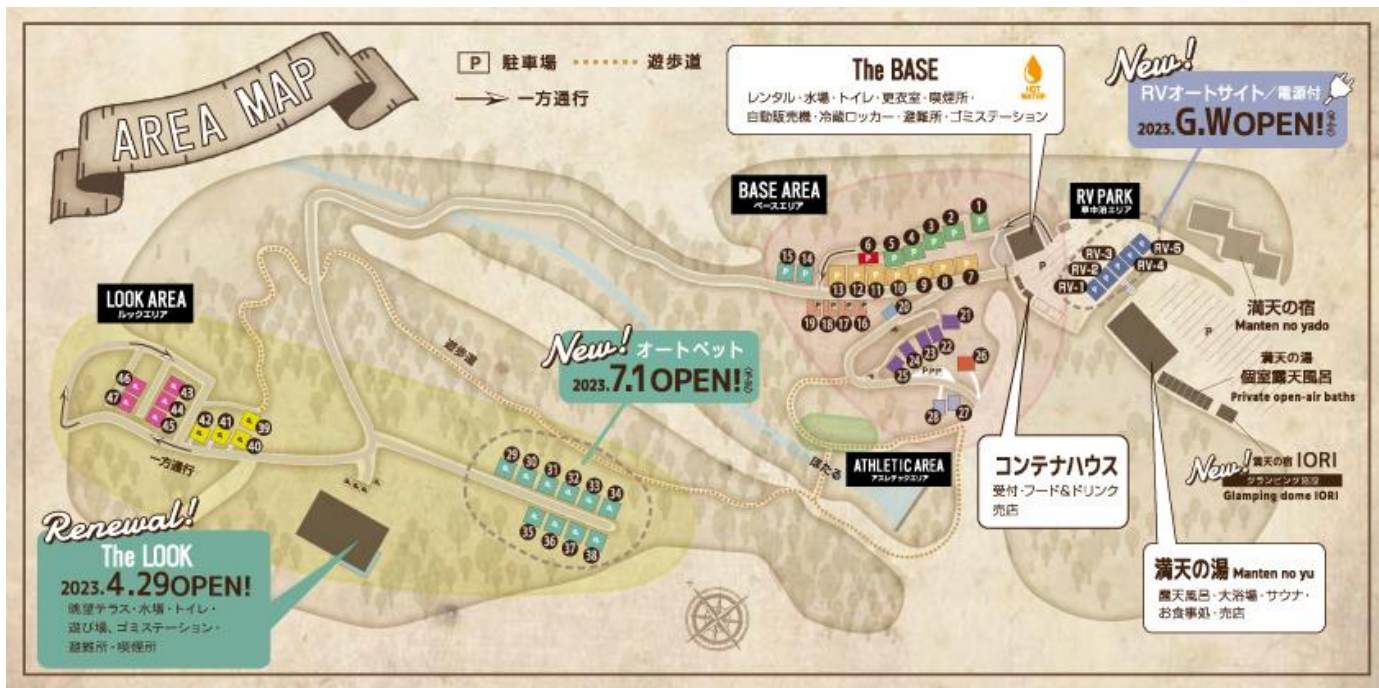 AREA MAP
P 駐車場 遊歩道
一方通行
The BASE
HOT WATER
レンタル・水場・トイレ・更衣室・喫煙所・
自動販売機・冷蔵ロッカー・避難所・ゴミステーション
New!
RVオートサイト/電源付
2023.G.W OPEN!
BASE AREA
ベースエリア
RV PARK
車中泊エリア
1
2
3
4
5
6
15 14
13 12 11 10 9 8 7
19 18 17 16
20
21
22
23
24
25
26
27
28
P
P P P
RV-1
RV-2
RV-3
RV-4
RV-5
満天の宿
Manten no yado
P
満天の湯
個室露天風呂
Private open-air baths
New! 満天の宿 IORI
グランピング施設
Glamping dome IORI
LOOK AREA
ルックエリア
遊歩道
New! オートペット
2023.7.1 OPEN!
46
47
43
44
45
42 41 39
40
一方通行
29 30 31 32 33 34
35 36 37 38
ほたる
ATHLETIC AREA
アスレチックエリア
コンテナハウス
受付・フード&ドリンク
売店
満天の湯 Manten no yu
露天風呂・大浴場・サウナ・
お食事処・売店
Renewal!
The LOOK
2023.4.29 OPEN!
眺望テラス・水場・トイレ・
遊び場、ゴミステーション・
避難所・喫煙所